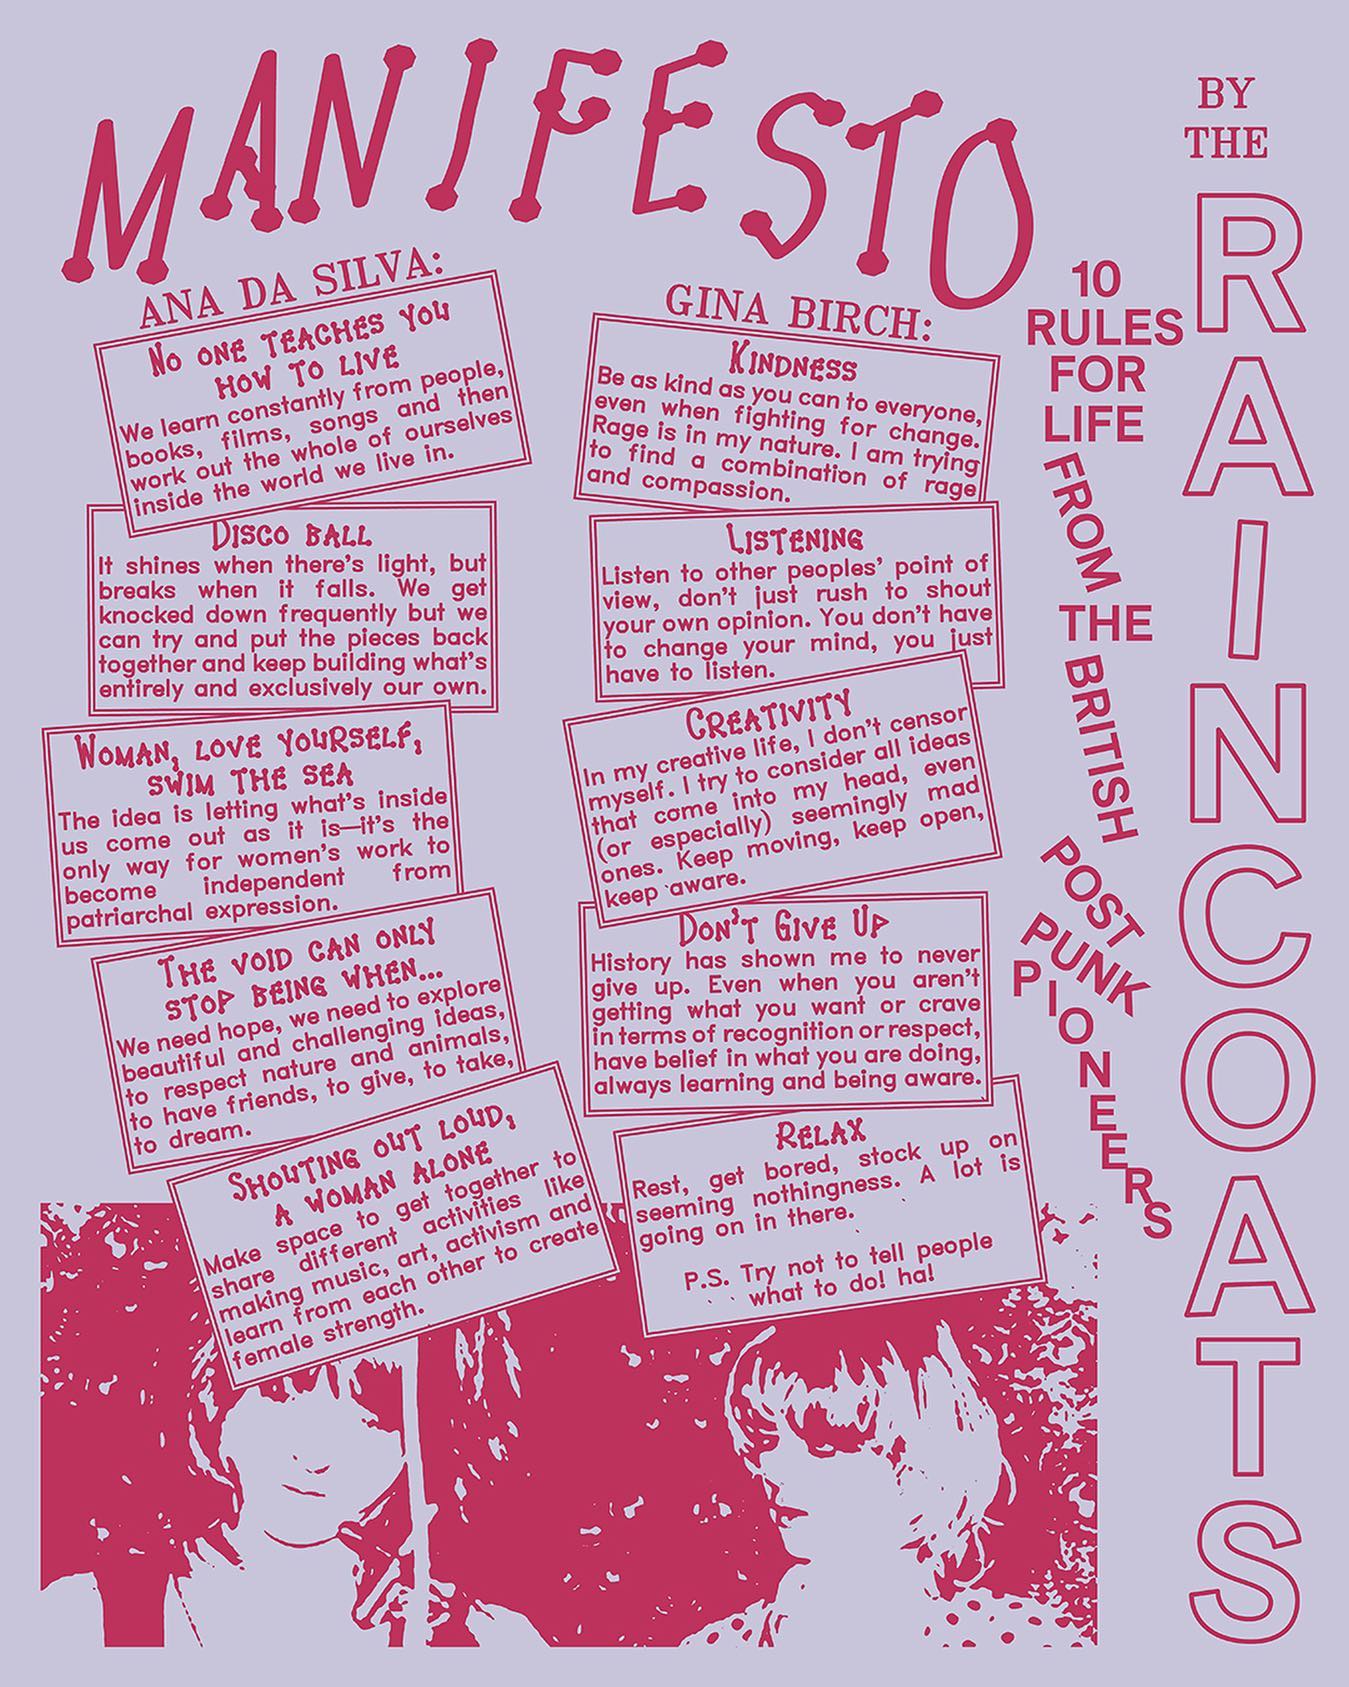 MANIFESTO
BY
THE
RAINCOATS
10
RULES
FOR
LIFE
FROM
THE
BRITISH
POST
PUNK
PIONEERS
ANA DA SILVA:
No one teaches you
how to live
We learn constantly from people,
books, films, songs and then
work out the whole of ourselves
inside the world we live in.
Disco ball
It shines when there's light, but
breaks when it falls. We get
knocked down frequently but we
can try and put the pieces back
together and keep building what's
entirely and exclusively our own.
Woman, love yourself,
swim the sea
The idea is letting what's inside
us come out as it is—it's the
only way for women's work to
become independent from
patriarchal expression.
The void can only
stop being when...
We need hope, we need to explore
beautiful and challenging ideas,
to respect nature and animals,
to have friends, to give, to take,
to dream.
Shouting out loud,
a woman alone
Make space to get together to
share different activities like
making music, art, activism and
learn from each other to create
female strength.
GINA BIRCH:
Kindness
Be as kind as you can to everyone,
even when fighting for change.
Rage is in my nature. I am trying
to find a combination of rage
and compassion.
Listening
Listen to other peoples' point of
view, don't just rush to shout
your own opinion. You don't have
to change your mind, you just
have to listen.
Creativity
In my creative life, I don't censor
myself. I try to consider all ideas
that come into my head, even
(or especially) seemingly mad
ones. Keep moving, keep open,
keep aware.
Don't Give Up
History has shown me to never
give up. Even when you aren't
getting what you want or crave
in terms of recognition or respect,
have belief in what you are doing,
always learning and being aware.
Relax
Rest, get bored, stock up on
seeming nothingness. A lot is
going on in there.
P.S. Try not to tell people
what to do! ha!